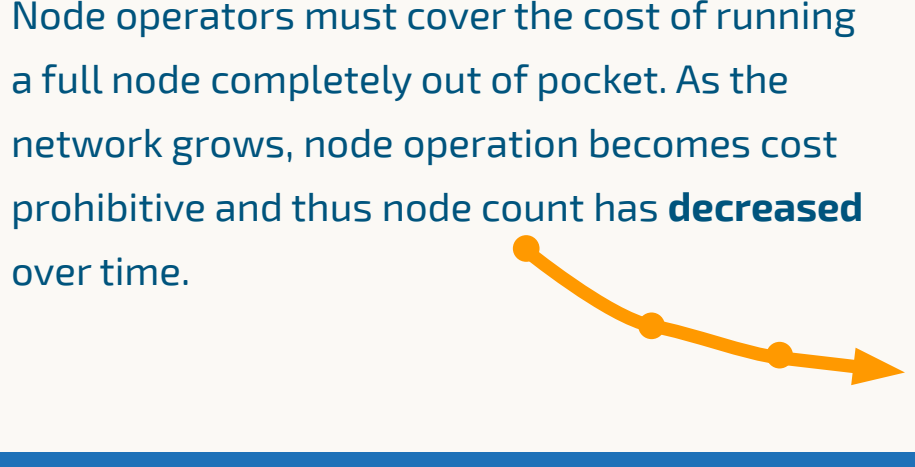 Node operators must cover the cost of running
a full node completely out of pocket. As the
network grows, node operation becomes cost
prohibitive and thus node count has decreased
over time.